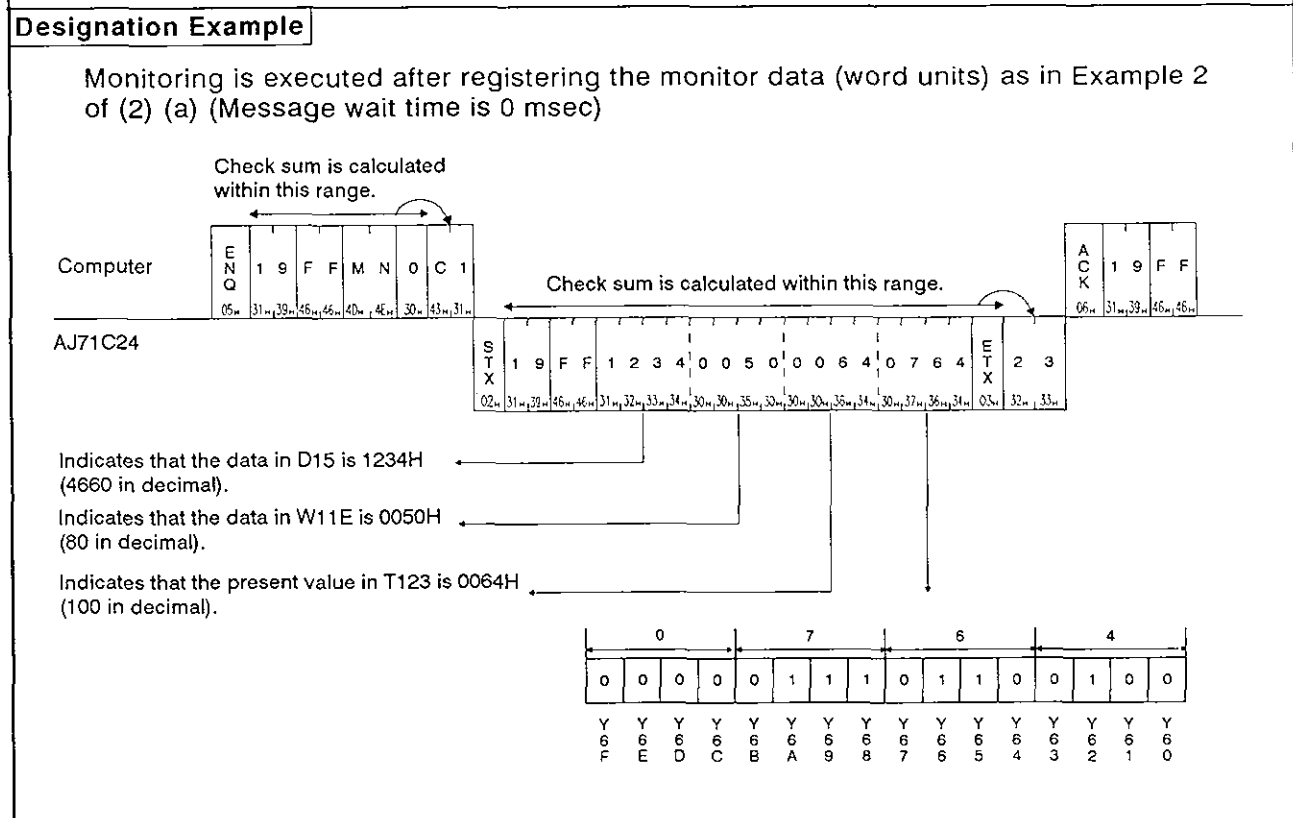 Designation Example
Monitoring is executed after registering the monitor data (word units) as in Example 2
of (2) (a) (Message wait time is 0 msec)
Check sum is calculated
within this range.
Computer
ENQ 1 9 F F M N 0 C 1
05H 31H 39H 46H 46H 4DH 4EH 30H 43H 31H
Check sum is calculated within this range.
ACK 1 9 F F
06H 31H 39H 46H 46H
AJ71C24
STX 1 9 F F 1 2 3 4 0 0 5 0 0 0 6 4 0 7 6 4 ETX 2 3
02H 31H 39H 46H 46H 31H 32H 33H 34H 30H 30H 35H 30H 30H 30H 36H 34H 30H 37H 36H 34H 03H 32H 33H
Indicates that the data in D15 is 1234H
(4660 in decimal).
Indicates that the data in W11E is 0050H
(80 in decimal).
Indicates that the present value in T123 is 0064H
(100 in decimal).
0 7 6 4
0 0 0 0 0 1 1 1 0 1 1 0 0 1 0 0
Y6F Y6E Y6D Y6C Y6B Y6A Y69 Y68 Y67 Y66 Y65 Y64 Y63 Y62 Y61 Y60